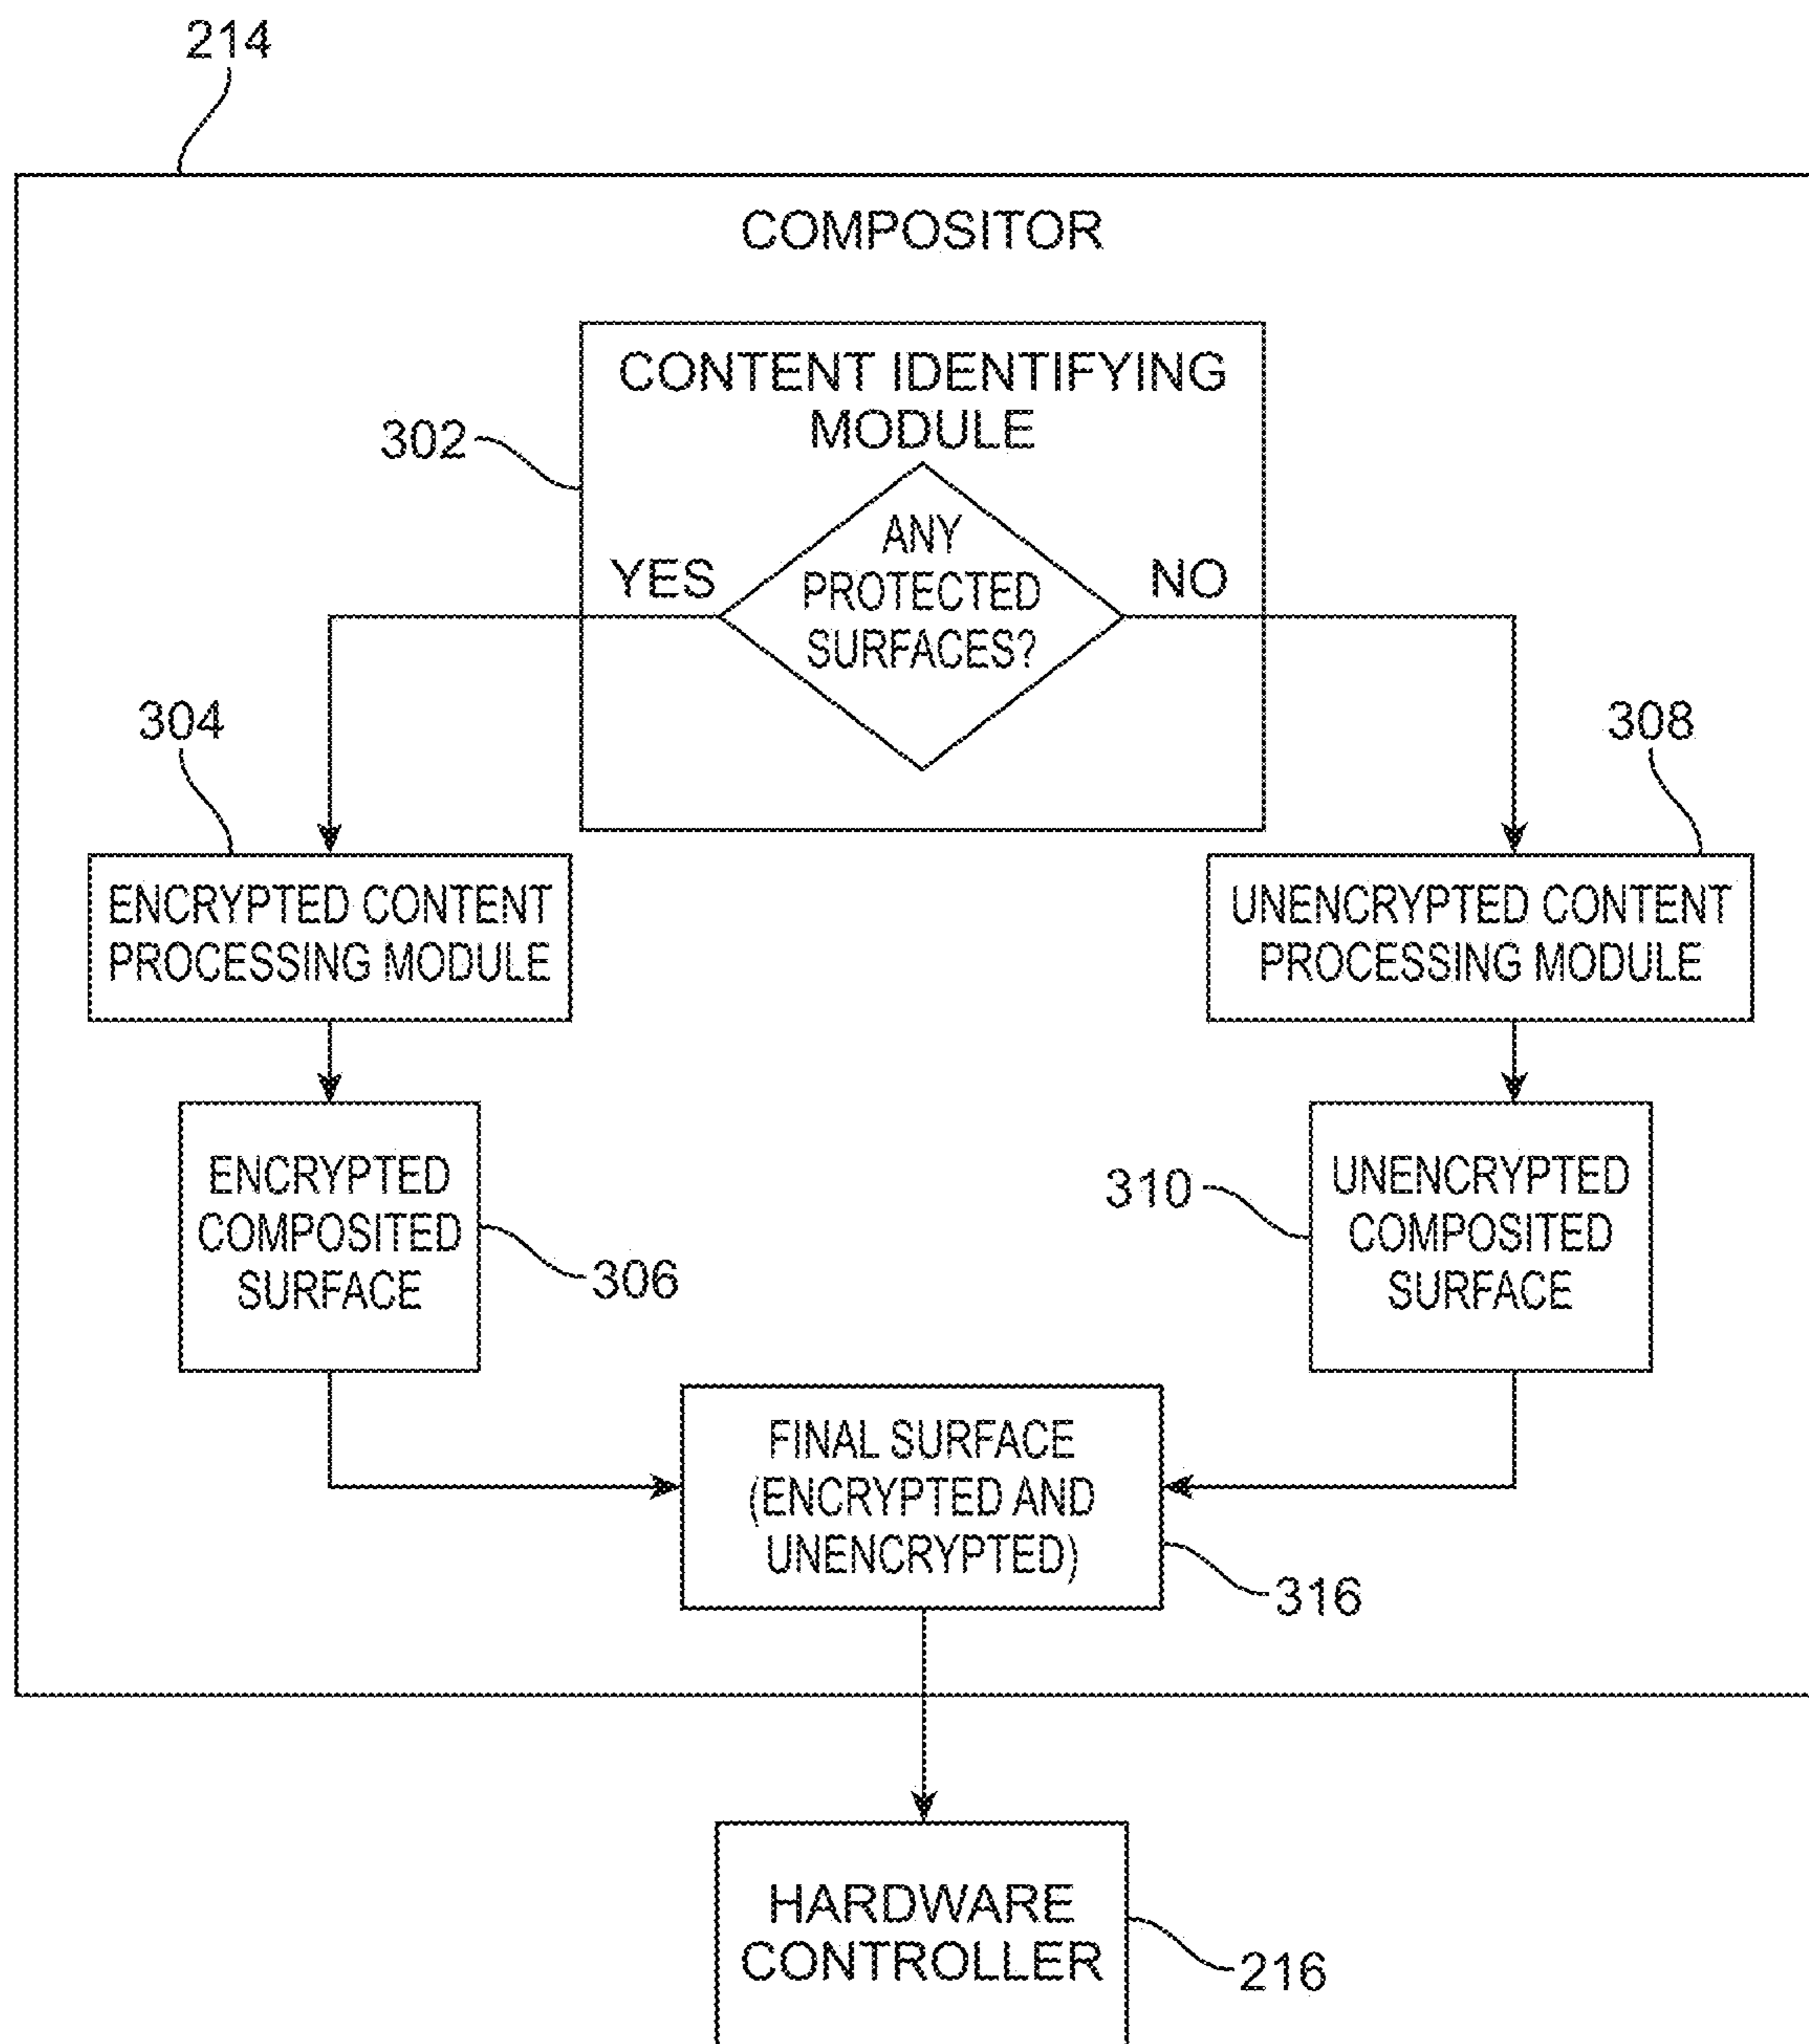 214
COMPOSITOR
CONTENT IDENTIFYING
MODULE
302
ANY
PROTECTED
SURFACES?
YES
NO
304
308
ENCRYPTED CONTENT
PROCESSING MODULE
UNENCRYPTED CONTENT
PROCESSING MODULE
ENCRYPTED
COMPOSITED
SURFACE
306
310
UNENCRYPTED
COMPOSITED
SURFACE
FINAL SURFACE
(ENCRYPTED AND
UNENCRYPTED)
316
HARDWARE
CONTROLLER
216